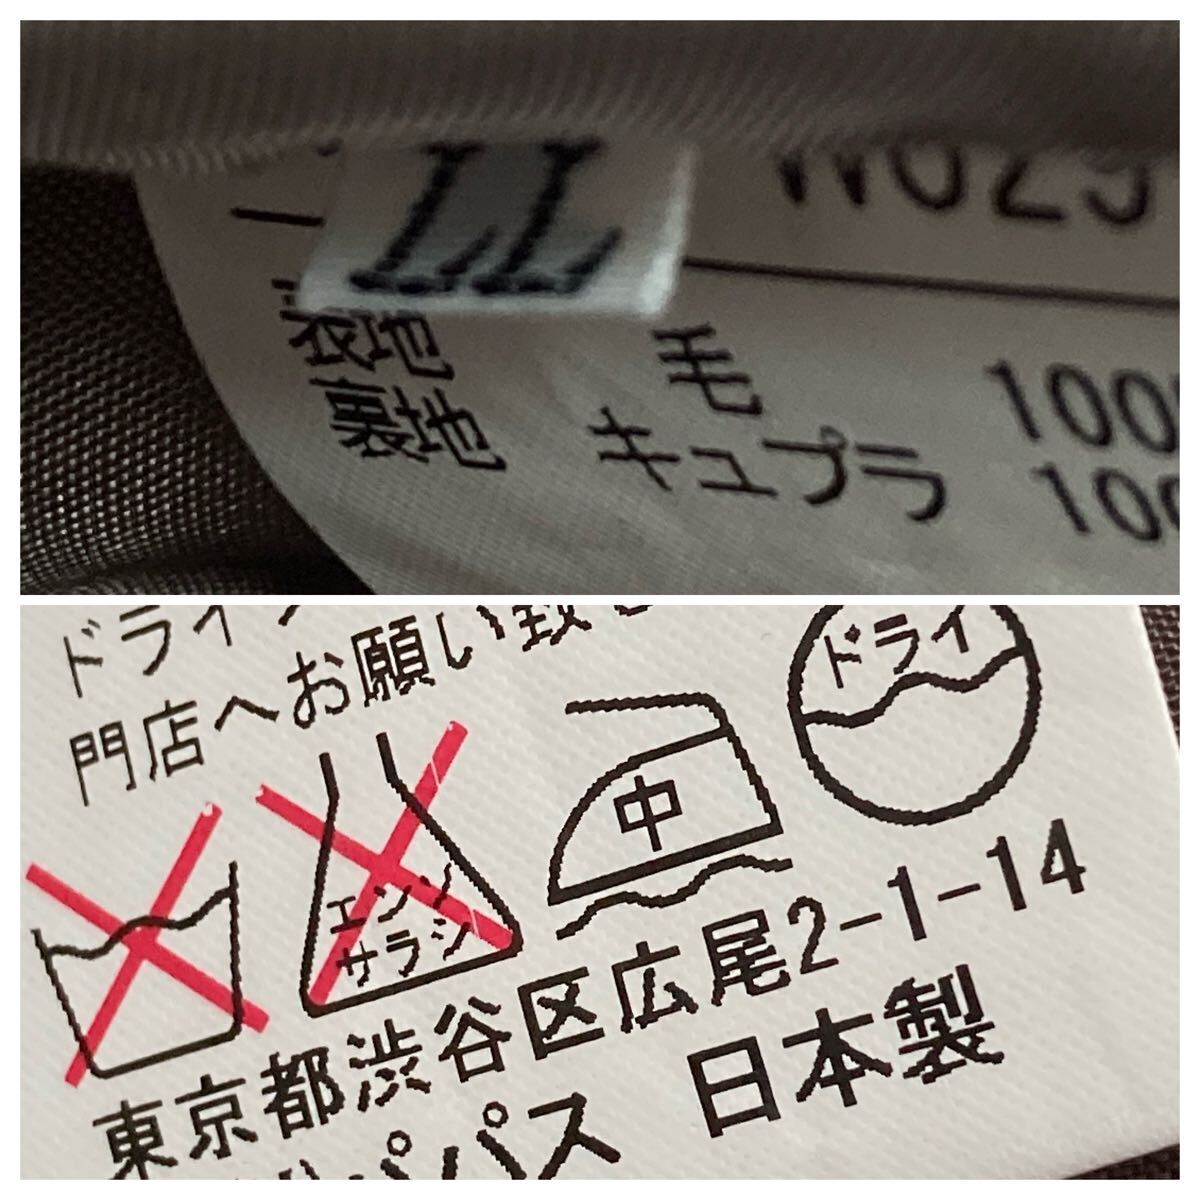 LL
表地 毛 100
裏地 キュプラ 100
ドライ
門店へお願い致
エンソ
サラシ
中
ドライ
東京都渋谷区広尾2-1-14
パパス 日本製